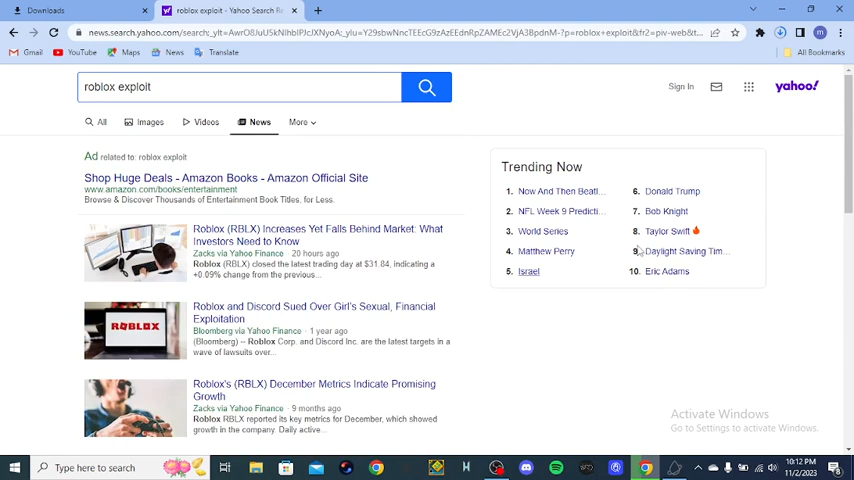 Downloads
roblox exploit - Yahoo Search Re
news.search.yahoo.com/search;_ylt=AwrO8JuU5kNlhblPJcJXNyoA;_ylu=Y29sbwNncTEEcG9zAzEEdnRpZAMEc2VjA3BpdnM-?p=roblox+exploit&fr2=piv-web&t...
Gmail YouTube Maps News Translate All Bookmarks
roblox exploit
Sign In
yahoo!
All Images Videos News More
Ad related to: roblox exploit
Shop Huge Deals - Amazon Books - Amazon Official Site
www.amazon.com/books/entertainment
Browse & Discover Thousands of Entertainment Book Titles, for Less.
Roblox (RBLX) Increases Yet Falls Behind Market: What
Investors Need to Know
Zacks via Yahoo Finance · 20 hours ago
Roblox (RBLX) closed the latest trading day at $31.84, indicating a
+0.09% change from the previous...
ROBLOX
Roblox and Discord Sued Over Girl's Sexual, Financial
Exploitation
Bloomberg via Yahoo Finance · 1 year ago
(Bloomberg) -- Roblox Corp. and Discord Inc. are the latest targets in a
wave of lawsuits over...
Roblox's (RBLX) December Metrics Indicate Promising
Growth
Zacks via Yahoo Finance · 9 months ago
Roblox RBLX reported its key metrics for December, which showed
growth in the company. Daily active...
Trending Now
1. Now And Then Beatl...
2. NFL Week 9 Predicti...
3. World Series
4. Matthew Perry
5. Israel
6. Donald Trump
7. Bob Knight
8. Taylor Swift
9. Daylight Saving Tim...
10. Eric Adams
Activate Windows
Go to Settings to activate Windows.
Type here to search
10:12 PM
11/2/2023